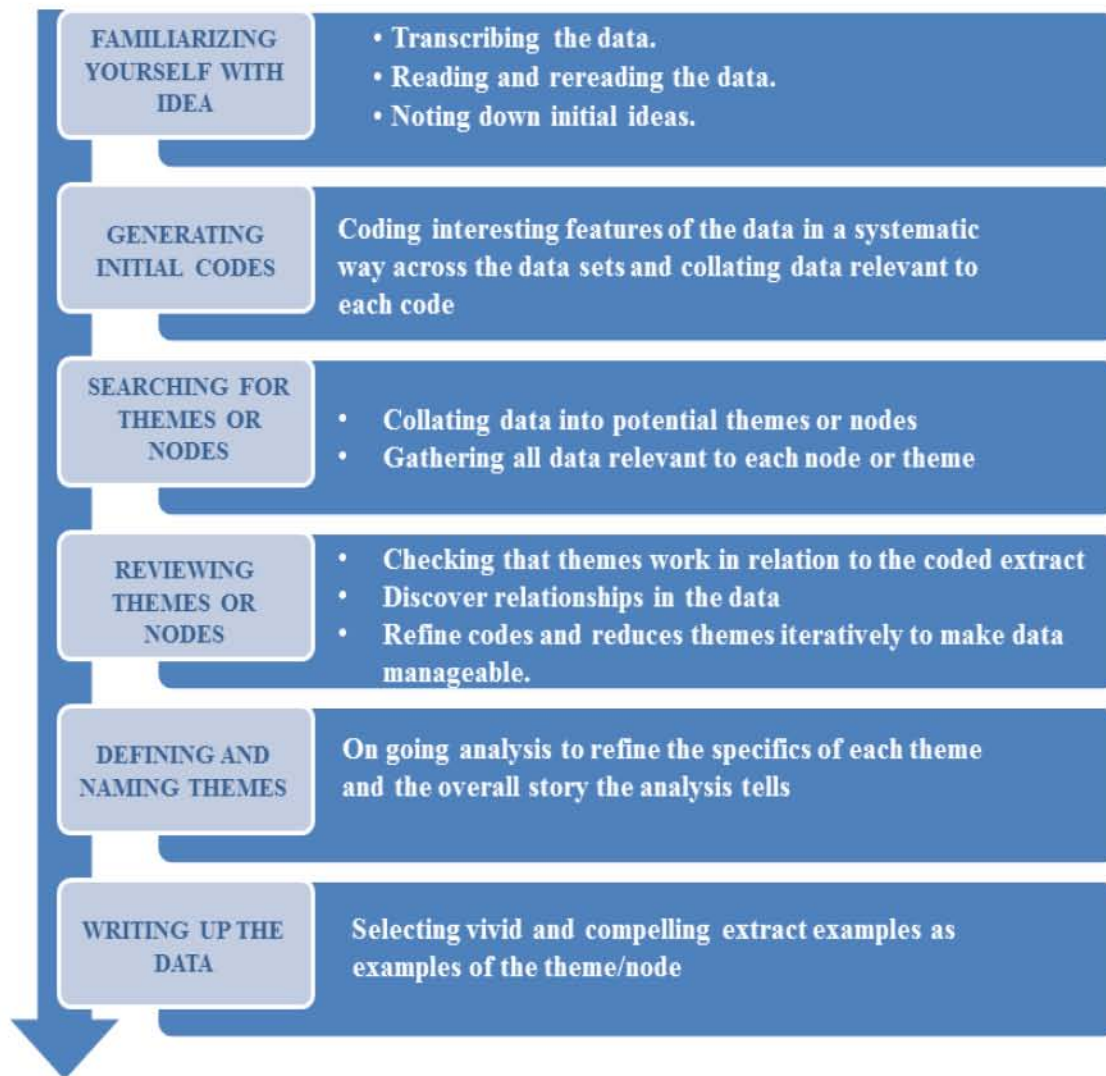 FAMILIARIZING
YOURSELF WITH
IDEA
• Transcribing the data.
• Reading and rereading the data.
• Noting down initial ideas.
GENERATING
INITIAL CODES
Coding interesting features of the data in a systematic
way across the data sets and collating data relevant to
each code
SEARCHING FOR
THEMES OR
NODES
• Collating data into potential themes or nodes
• Gathering all data relevant to each node or theme
REVIEWING
THEMES OR
NODES
• Checking that themes work in relation to the coded extract
• Discover relationships in the data
• Refine codes and reduces themes iteratively to make data
manageable.
DEFINING AND
NAMING THEMES
On going analysis to refine the specifics of each theme
and the overall story the analysis tells
WRITING UP THE
DATA
Selecting vivid and compelling extract examples as
examples of the theme/node